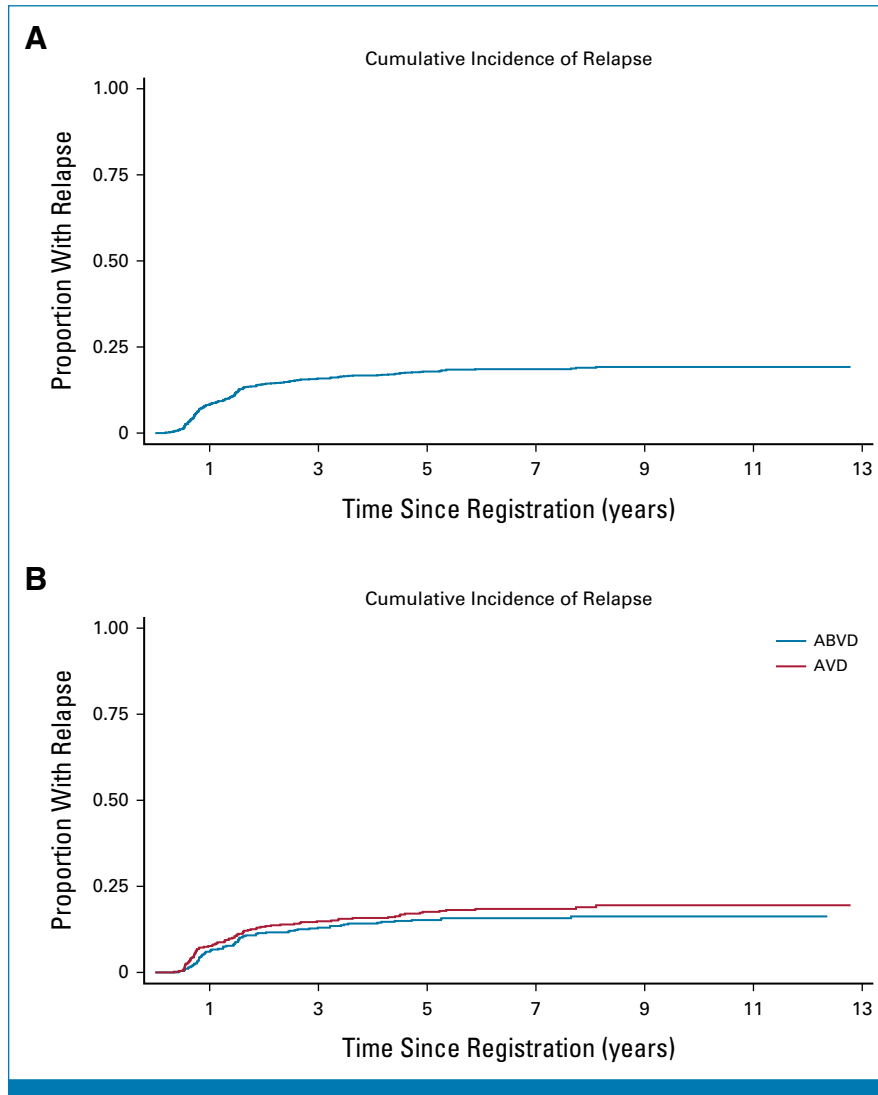 A
Cumulative Incidence of Relapse
Proportion With Relapse
1.00
0.75
0.50
0.25
0
1 3 5 7 9 11 13
Time Since Registration (years)
B
Cumulative Incidence of Relapse
ABVD
AVD
Proportion With Relapse
1.00
0.75
0.50
0.25
0
1 3 5 7 9 11 13
Time Since Registration (years)